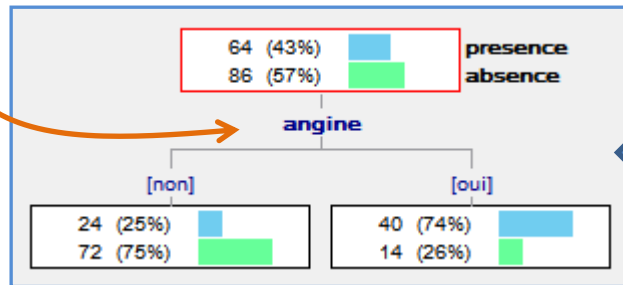 64 (43%) presence
86 (57%) absence
angine
[non] [oui]
24 (25%) 40 (74%)
72 (75%) 14 (26%)